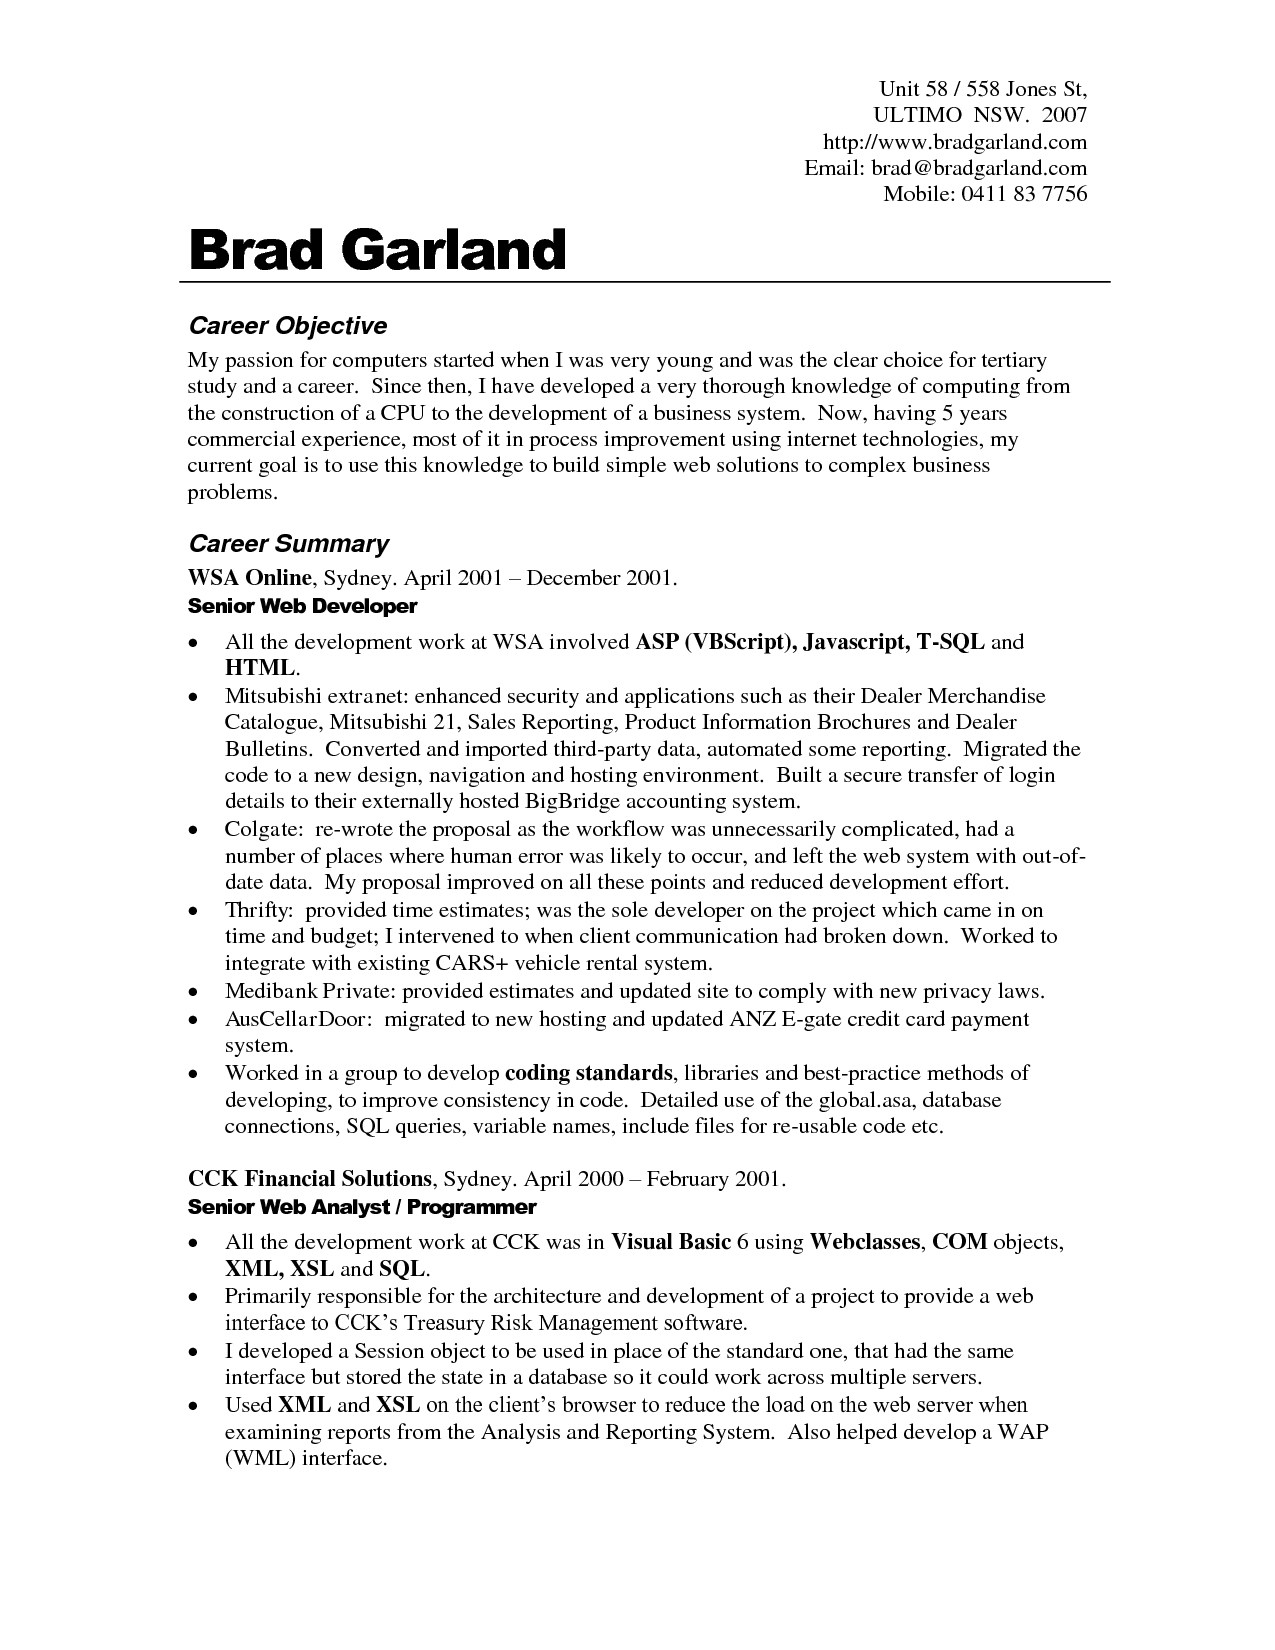 Unit 58 / 558 Jones St,
ULTIMO NSW. 2007
http://www.bradgarland.com
Email: brad@bradgarland.com
Mobile: 0411 83 7756
Brad Garland
Career Objective
My passion for computers started when I was very young and was the clear choice for tertiary
study and a career. Since then, I have developed a very thorough knowledge of computing from
the construction of a CPU to the development of a business system. Now, having 5 years
commercial experience, most of it in process improvement using internet technologies, my
current goal is to use this knowledge to build simple web solutions to complex business
problems.
Career Summary
WSA Online, Sydney. April 2001 – December 2001.
Senior Web Developer
• All the development work at WSA involved ASP (VBScript), Javascript, T-SQL and
HTML.
• Mitsubishi extranet: enhanced security and applications such as their Dealer Merchandise
Catalogue, Mitsubishi 21, Sales Reporting, Product Information Brochures and Dealer
Bulletins. Converted and imported third-party data, automated some reporting. Migrated the
code to a new design, navigation and hosting environment. Built a secure transfer of login
details to their externally hosted BigBridge accounting system.
• Colgate: re-wrote the proposal as the workflow was unnecessarily complicated, had a
number of places where human error was likely to occur, and left the web system with out-of-
date data. My proposal improved on all these points and reduced development effort.
• Thrifty: provided time estimates; was the sole developer on the project which came in on
time and budget; I intervened to when client communication had broken down. Worked to
integrate with existing CARS+ vehicle rental system.
• Medibank Private: provided estimates and updated site to comply with new privacy laws.
• AusCellarDoor: migrated to new hosting and updated ANZ E-gate credit card payment
system.
• Worked in a group to develop coding standards, libraries and best-practice methods of
developing, to improve consistency in code. Detailed use of the global.asa, database
connections, SQL queries, variable names, include files for re-usable code etc.
CCK Financial Solutions, Sydney. April 2000 – February 2001.
Senior Web Analyst / Programmer
• All the development work at CCK was in Visual Basic 6 using Webclasses, COM objects,
XML, XSL and SQL.
• Primarily responsible for the architecture and development of a project to provide a web
interface to CCK's Treasury Risk Management software.
• I developed a Session object to be used in place of the standard one, that had the same
interface but stored the state in a database so it could work across multiple servers.
• Used XML and XSL on the client's browser to reduce the load on the web server when
examining reports from the Analysis and Reporting System. Also helped develop a WAP
(WML) interface.